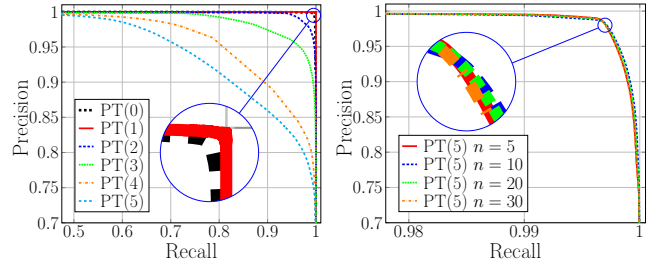 Precision
1
0.95
0.9
0.85
0.8
0.75
0.7
PT(0)
PT(1)
PT(2)
PT(3)
PT(4)
PT(5)
0.5 0.6 0.7 0.8 0.9 1
Recall
Precision
1
0.95
0.9
0.85
0.8
0.75
0.7
PT(5) n = 5
PT(5) n = 10
PT(5) n = 20
PT(5) n = 30
0.98 0.99 1
Recall